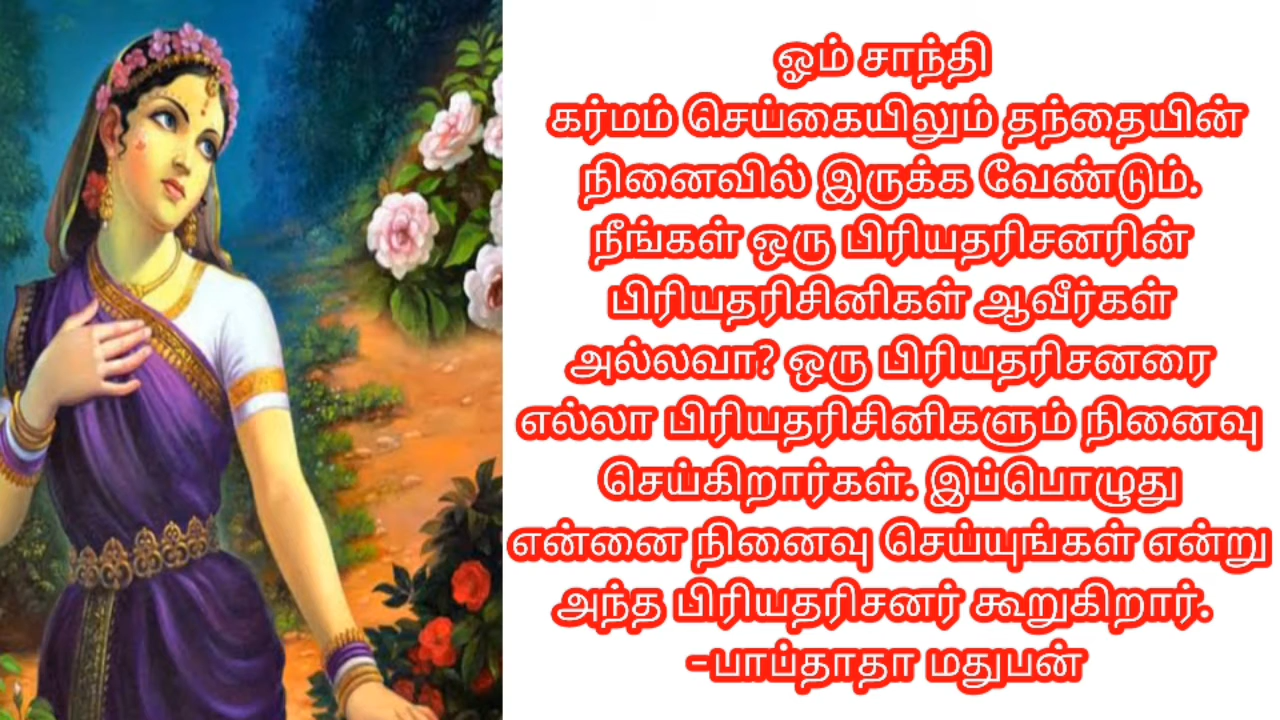 ஓம் சாந்தி
கர்மம் செய்கையிலும் தந்தையின்
நினைவில் இருக்க வேண்டும்.
நீங்கள் ஒரு பிரியதரிசனரின்
பிரியதரிசினிகள் ஆவீர்கள்
அல்லவா? ஒரு பிரியதரிசனரை
எல்லா பிரியதரிசினிகளும் நினைவு
செய்கிறார்கள். இப்பொழுது
என்னை நினைவு செய்யுங்கள் என்று
அந்த பிரியதரிசனர் கூறுகிறார்.
-பாப்தாதா மதுபன்